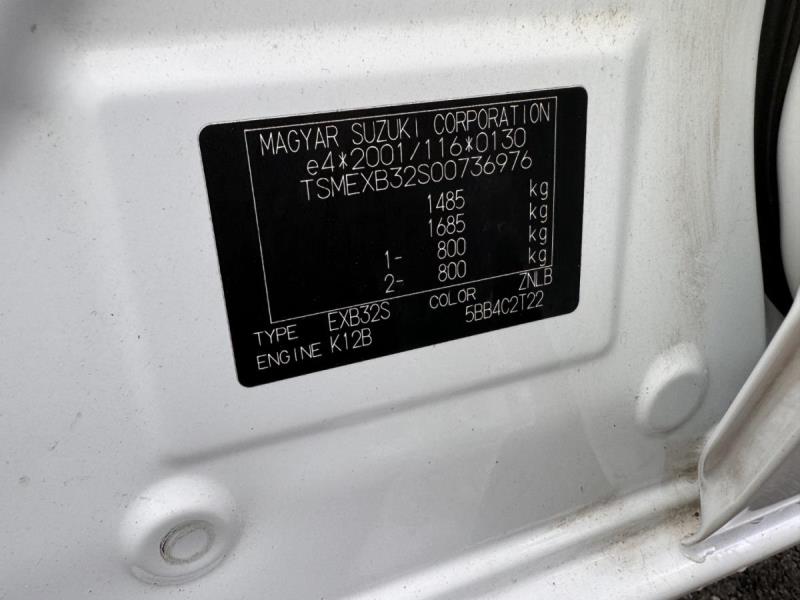 MAGYAR SUZUKI CORPORATION
e4*2001/116*0130
TSMEXB32S00736976
1485 kg
1685 kg
1- 800 kg
2- 800 kg
TYPE EXB32S COLOR ZNLB
ENGINE K12B 5BB4C2T22